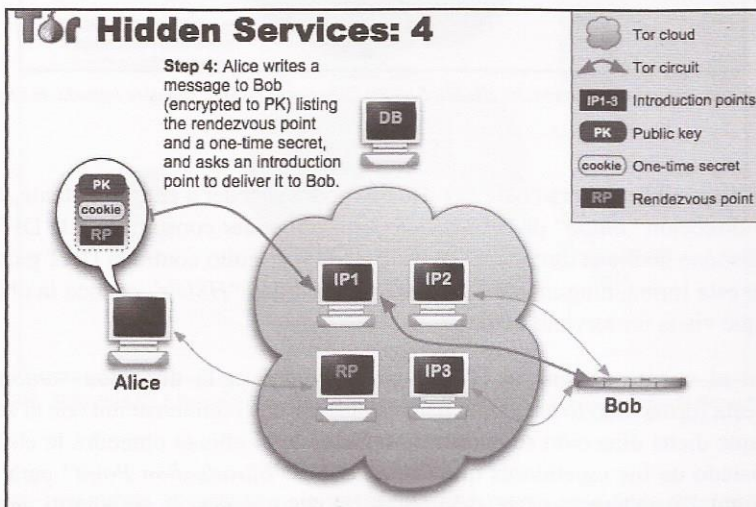 Tor Hidden Services: 4
Step 4: Alice writes a
message to Bob
(encrypted to PK) listing
the rendezvous point
and a one-time secret,
and asks an introduction
point to deliver it to Bob.
DB
Tor cloud
Tor circuit
IP1-3 Introduction points
PK Public key
cookie One-time secret
RP Rendezvous point
PK
cookie
RP
IP1
IP2
RP
IP3
Alice
Bob